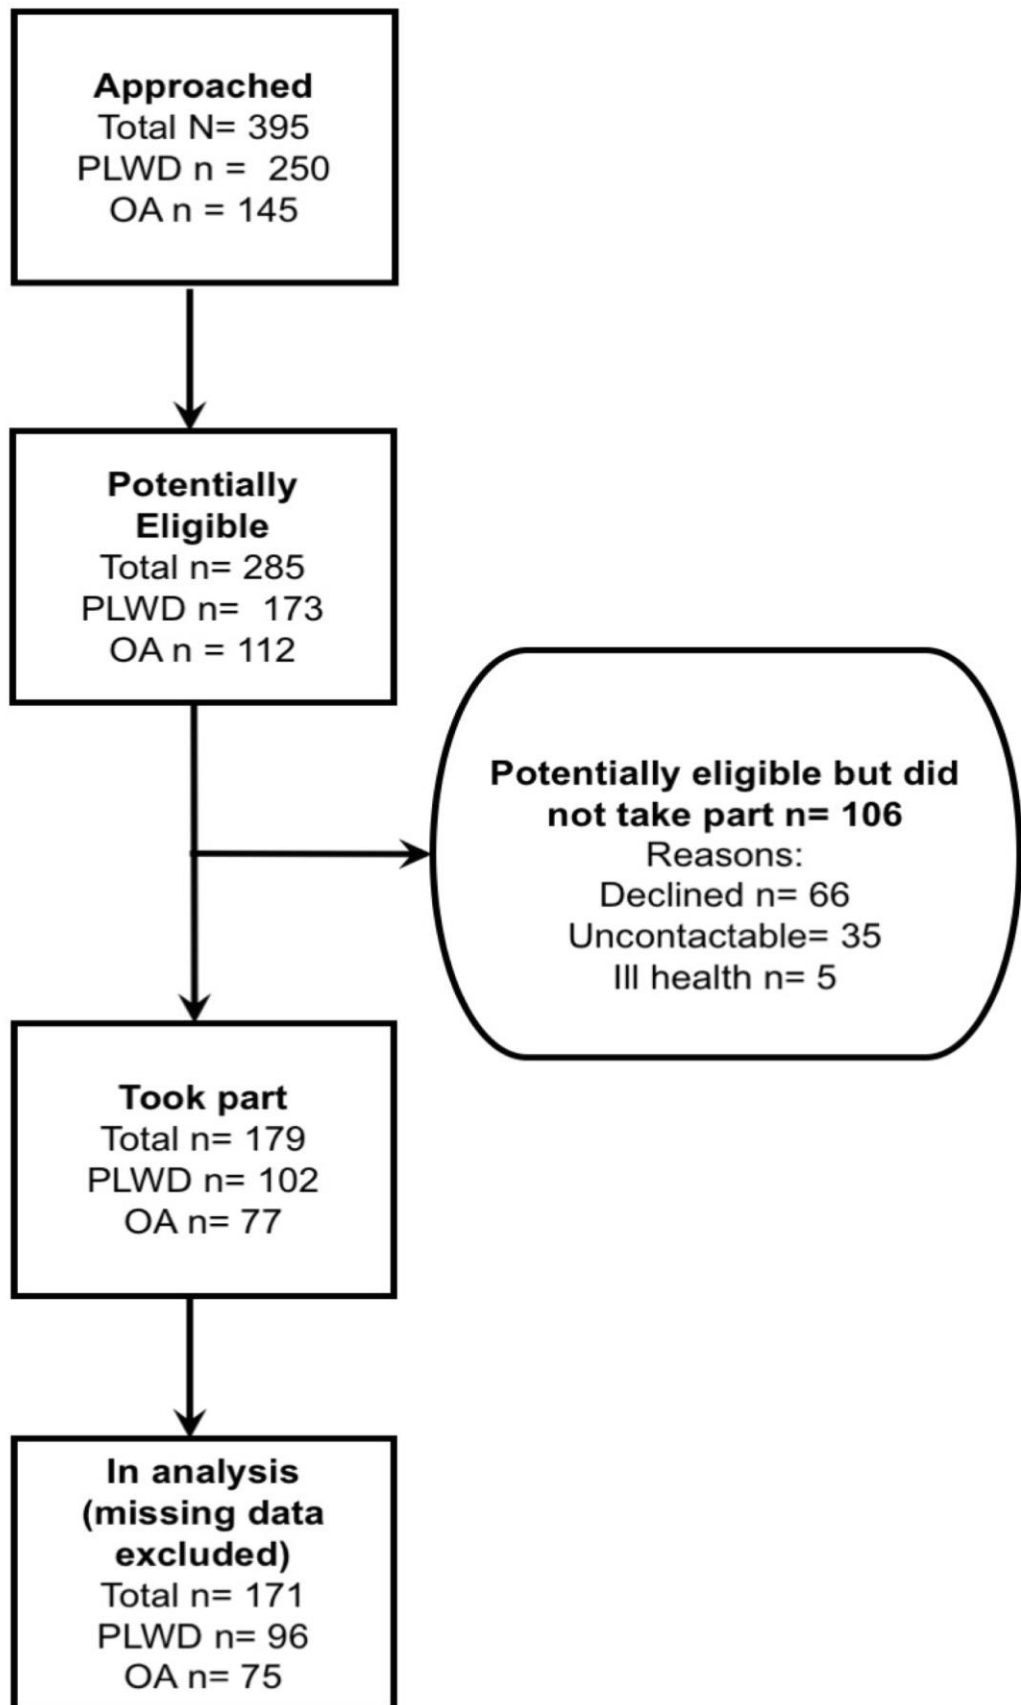 Approached
Total N= 395
PLWD n =  250
OA n = 145
Potentially
Eligible
Total n= 285
PLWD n=  173
OA n = 112
Potentially eligible but did
not take part n= 106
Reasons:
Declined n= 66
Uncontactable= 35
Ill health n= 5
Took part
Total n= 179
PLWD n= 102
OA n= 77
In analysis
(missing data
excluded)
Total n= 171
PLWD n= 96
OA n= 75